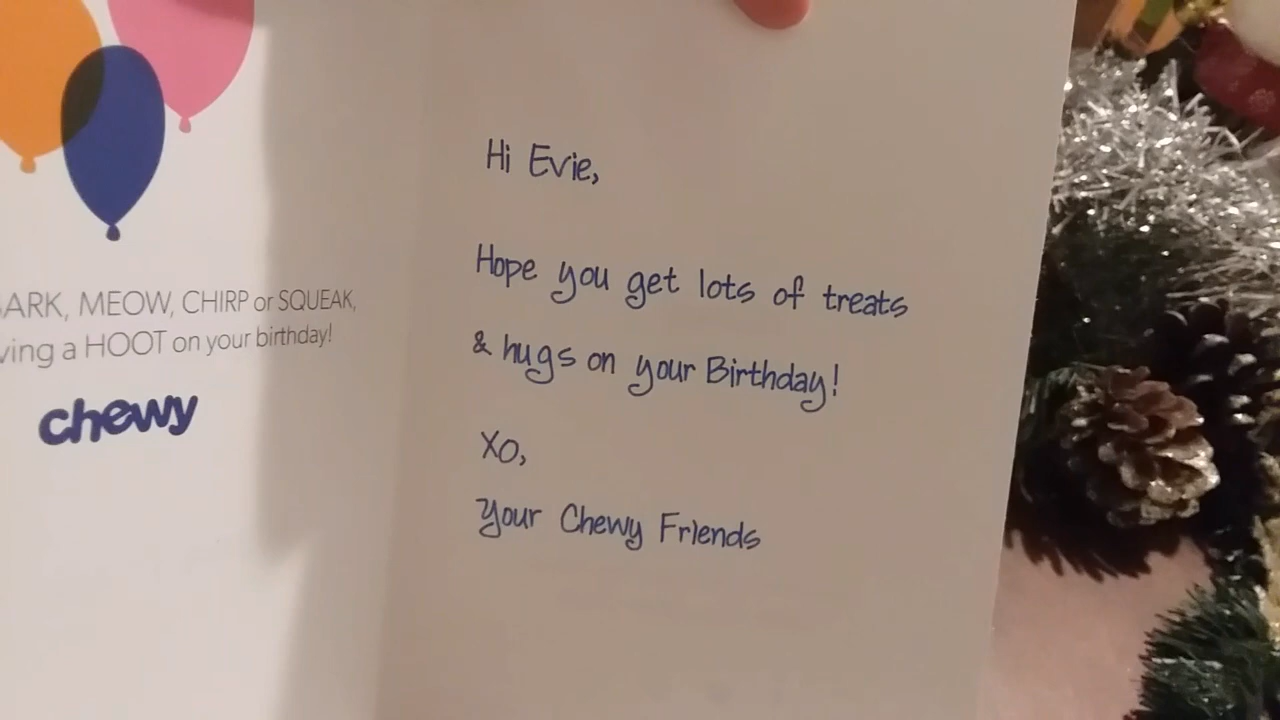 ARK, MEOW, CHIRP or SQUEAK,
ving a HOOT on your birthday!
chewy
Hi Evie,
Hope you get lots of treats
& hugs on your Birthday!
XO,
Your Chewy Friends